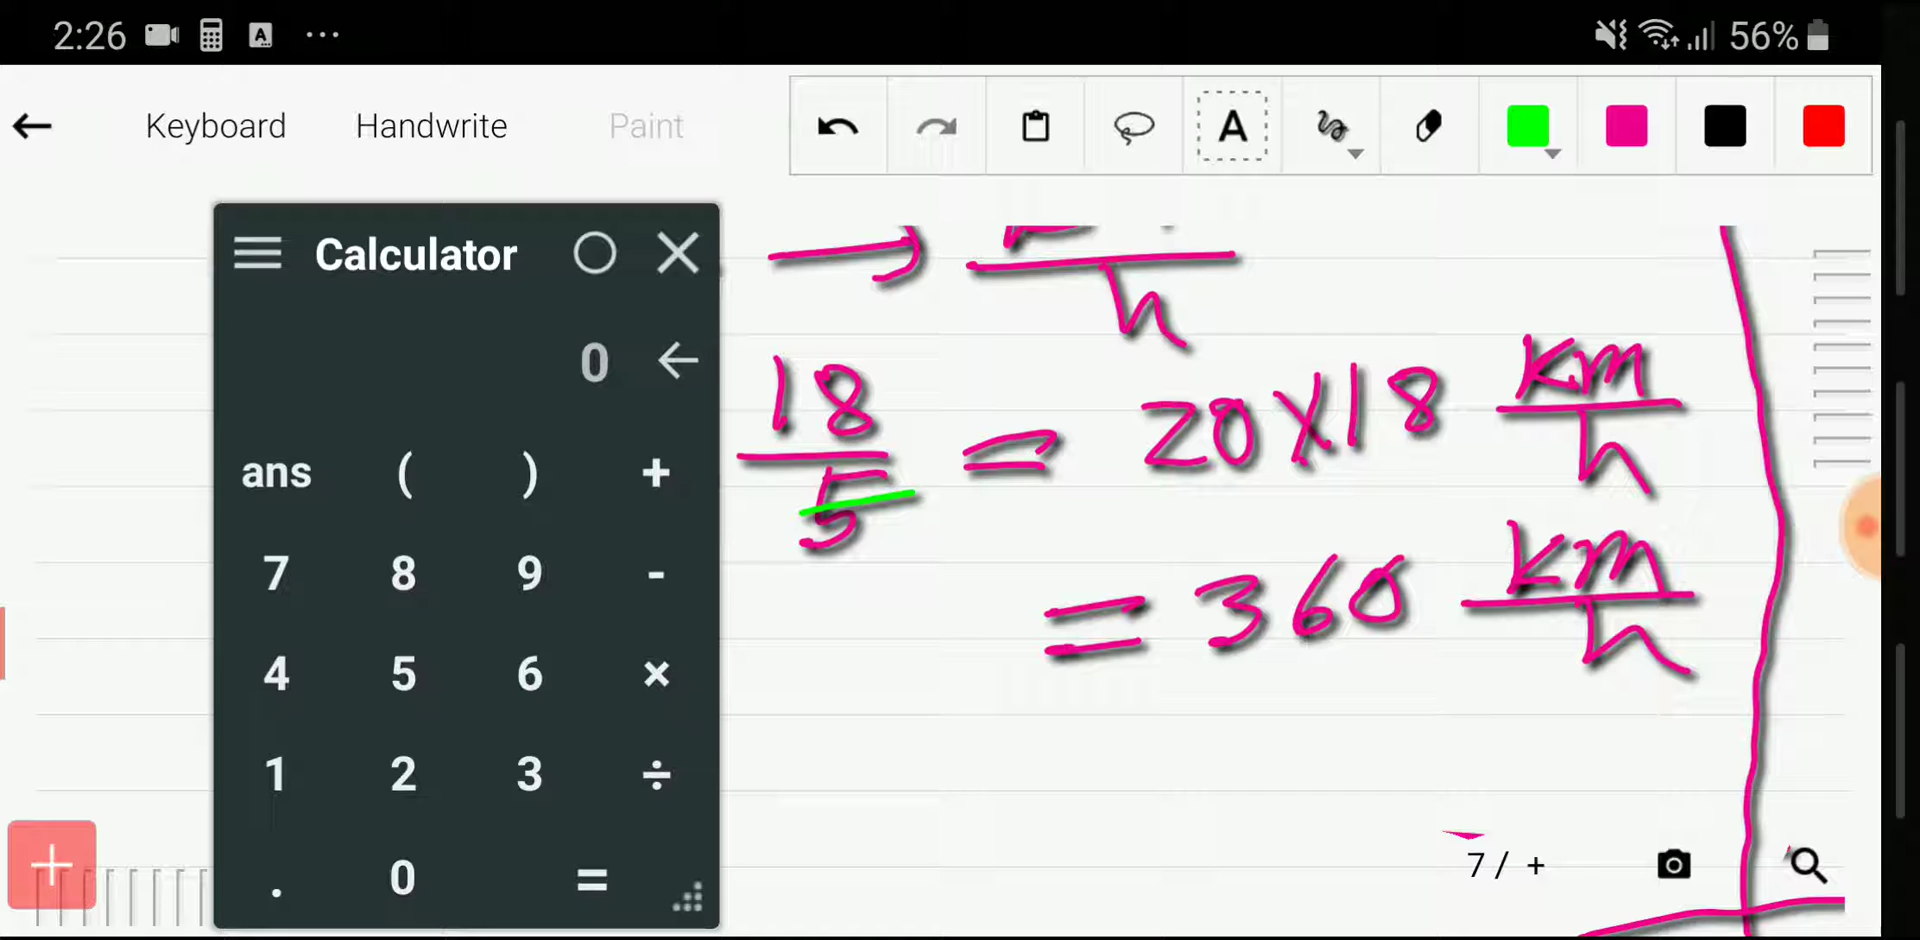 2:26 A ... 56%
Keyboard Handwrite Paint A
Calculator
0
ans ( ) +
7 8 9 -
4 5 6 ×
1 2 3 ÷
. 0 =
h
18/5 = 20×18 km/h
= 360 km/h
7 / +